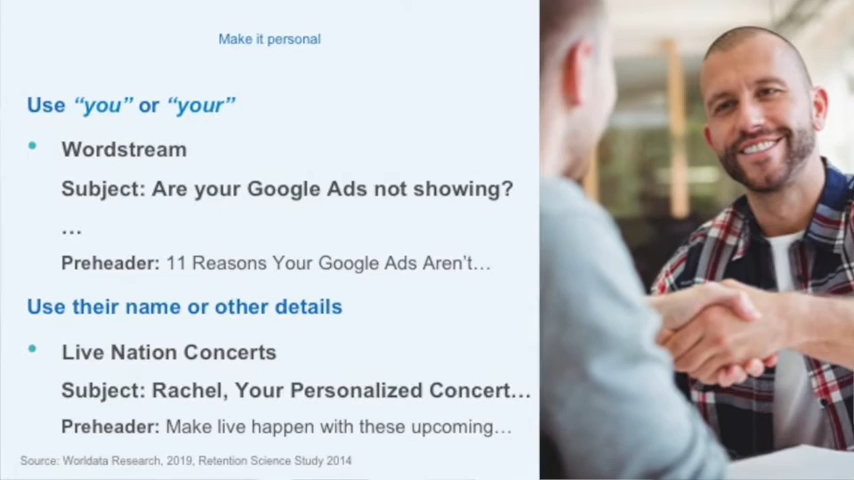 Make it personal
Use “you” or “your”
• Wordstream
Subject: Are your Google Ads not showing?
…
Preheader: 11 Reasons Your Google Ads Aren’t…
Use their name or other details
• Live Nation Concerts
Subject: Rachel, Your Personalized Concert…
Preheader: Make live happen with these upcoming…
Source: Worldata Research, 2019, Retention Science Study 2014